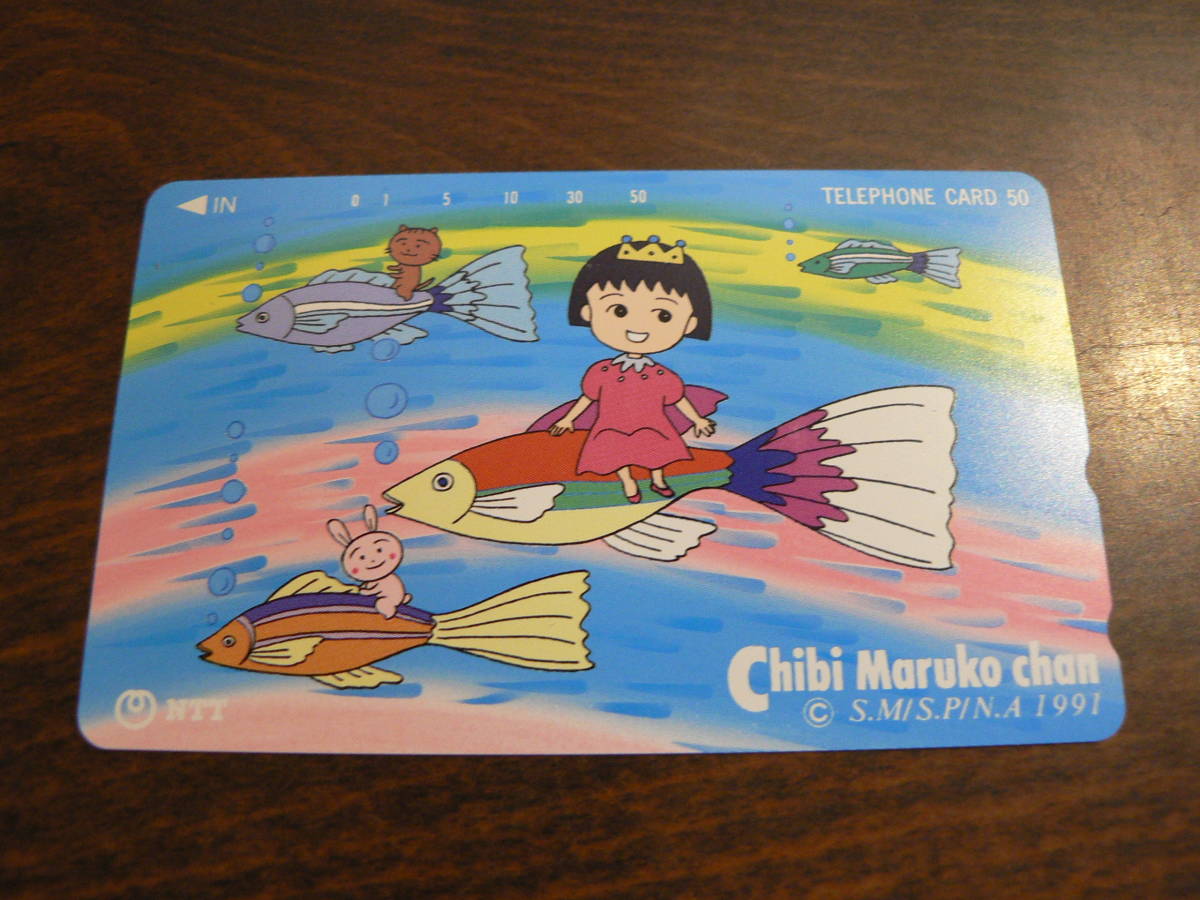 IN 0 1 5 10 30 50 TELEPHONE CARD 50
Chibi Maruko chan
© S.M/S.P/N.A 1991
NTT